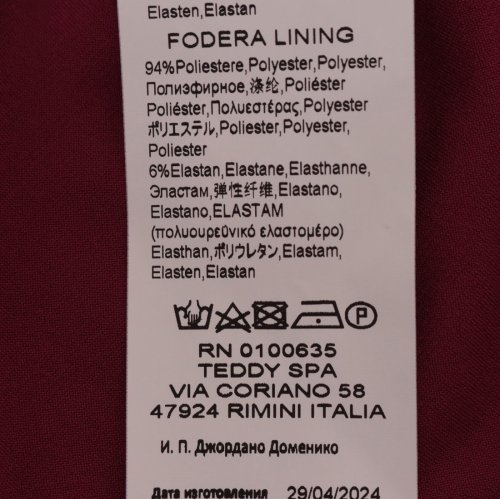 Elasten,Elastan
FODERA LINING
94%Poliestere,Polyester,Polyester,
Полиэфирное,涤纶,Poliéster
Poliéster,Πολυεστέρας,Polyester
ポリエステル,Poliester,Poliester,
Poliester
6%Elastan,Elastane,Elasthanne,
Эластам,弹性纤维,Elastano,
Elastano,ELASTAM
(πολυουρεϋνικό ελαστομέρο)
Elasthan,ポリウレタン,Elastam,
Elasten,Elastan
P
RN 0100635
TEDDY SPA
VIA CORIANO 58
47924 RIMINI ITALIA
И. П. Джордано Доменико
Дата изготовления 29/04/2024